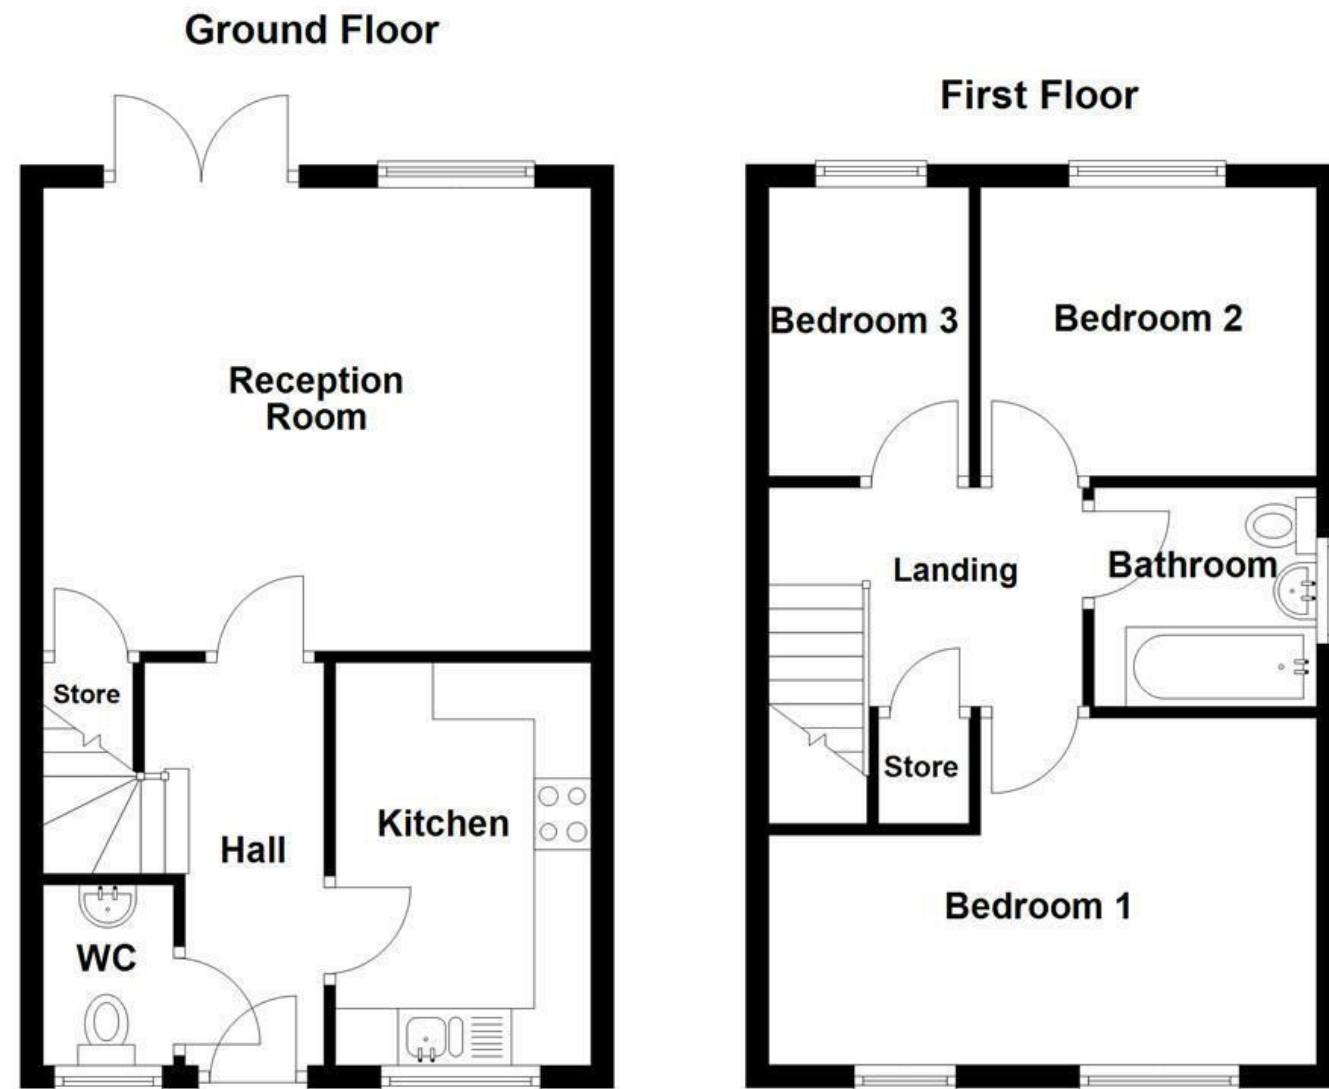 Ground Floor
Reception
Room
Store
Kitchen
Hall
WC
First Floor
Bedroom 3
Bedroom 2
Landing
Bathroom
Store
Bedroom 1